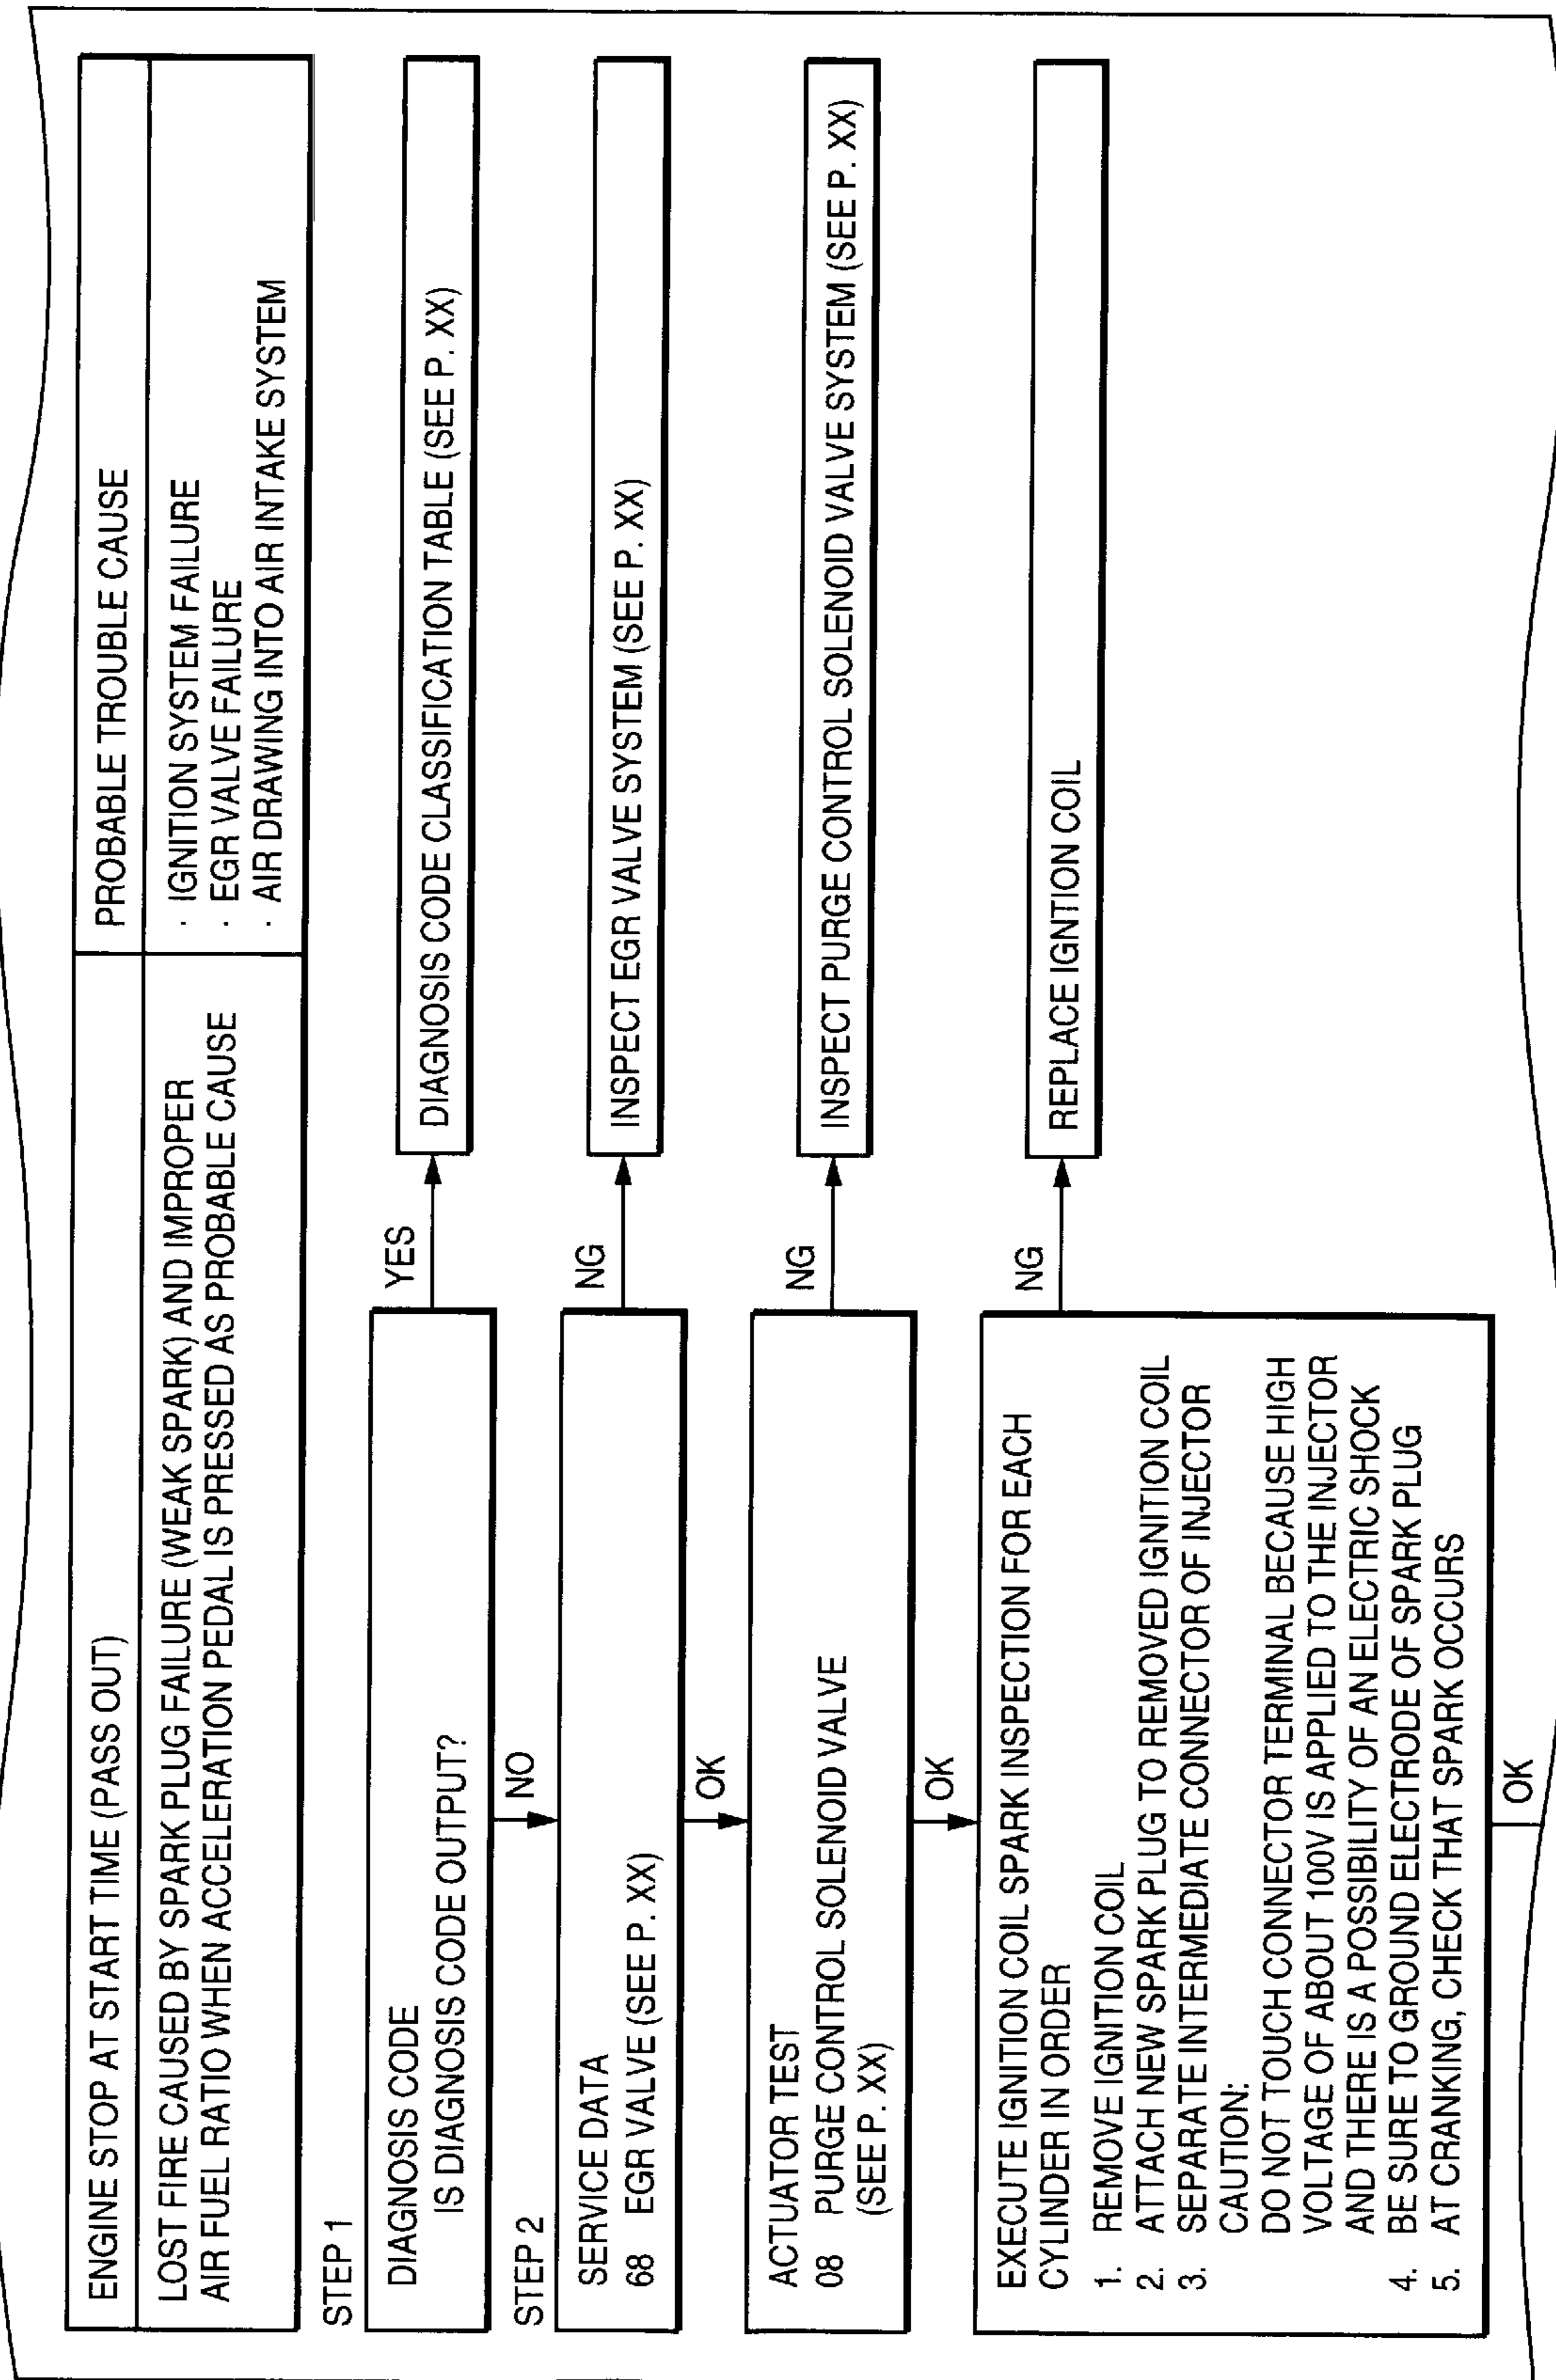 ENGINE STOP AT START TIME (PASS OUT)
PROBABLE TROUBLE CAUSE
LOST FIRE CAUSED BY SPARK PLUG FAILURE (WEAK SPARK) AND IMPROPER
AIR FUEL RATIO WHEN ACCELERATION PEDAL IS PRESSED AS PROBABLE CAUSE
· IGNITION SYSTEM FAILURE
· EGR VALVE FAILURE
· AIR DRAWING INTO AIR INTAKE SYSTEM
STEP 1
DIAGNOSIS CODE
IS DIAGNOSIS CODE OUTPUT?
YES
DIAGNOSIS CODE CLASSIFICATION TABLE (SEE P. XX)
NO
STEP 2
SERVICE DATA
68 EGR VALVE (SEE P. XX)
NG
INSPECT EGR VALVE SYSTEM (SEE P. XX)
OK
ACTUATOR TEST
08 PURGE CONTROL SOLENOID VALVE
(SEE P. XX)
NG
INSPECT PURGE CONTROL SOLENOID VALVE SYSTEM (SEE P. XX)
OK
EXECUTE IGNITION COIL SPARK INSPECTION FOR EACH
CYLINDER IN ORDER
1. REMOVE IGNITION COIL
2. ATTACH NEW SPARK PLUG TO REMOVED IGNITION COIL
3. SEPARATE INTERMEDIATE CONNECTOR OF INJECTOR
CAUTION:
DO NOT TOUCH CONNECTOR TERMINAL BECAUSE HIGH
VOLTAGE OF ABOUT 100V IS APPLIED TO THE INJECTOR
AND THERE IS A POSSIBILITY OF AN ELECTRIC SHOCK
4. BE SURE TO GROUND ELECTRODE OF SPARK PLUG
5. AT CRANKING, CHECK THAT SPARK OCCURS
NG
REPLACE IGNTION COIL
OK